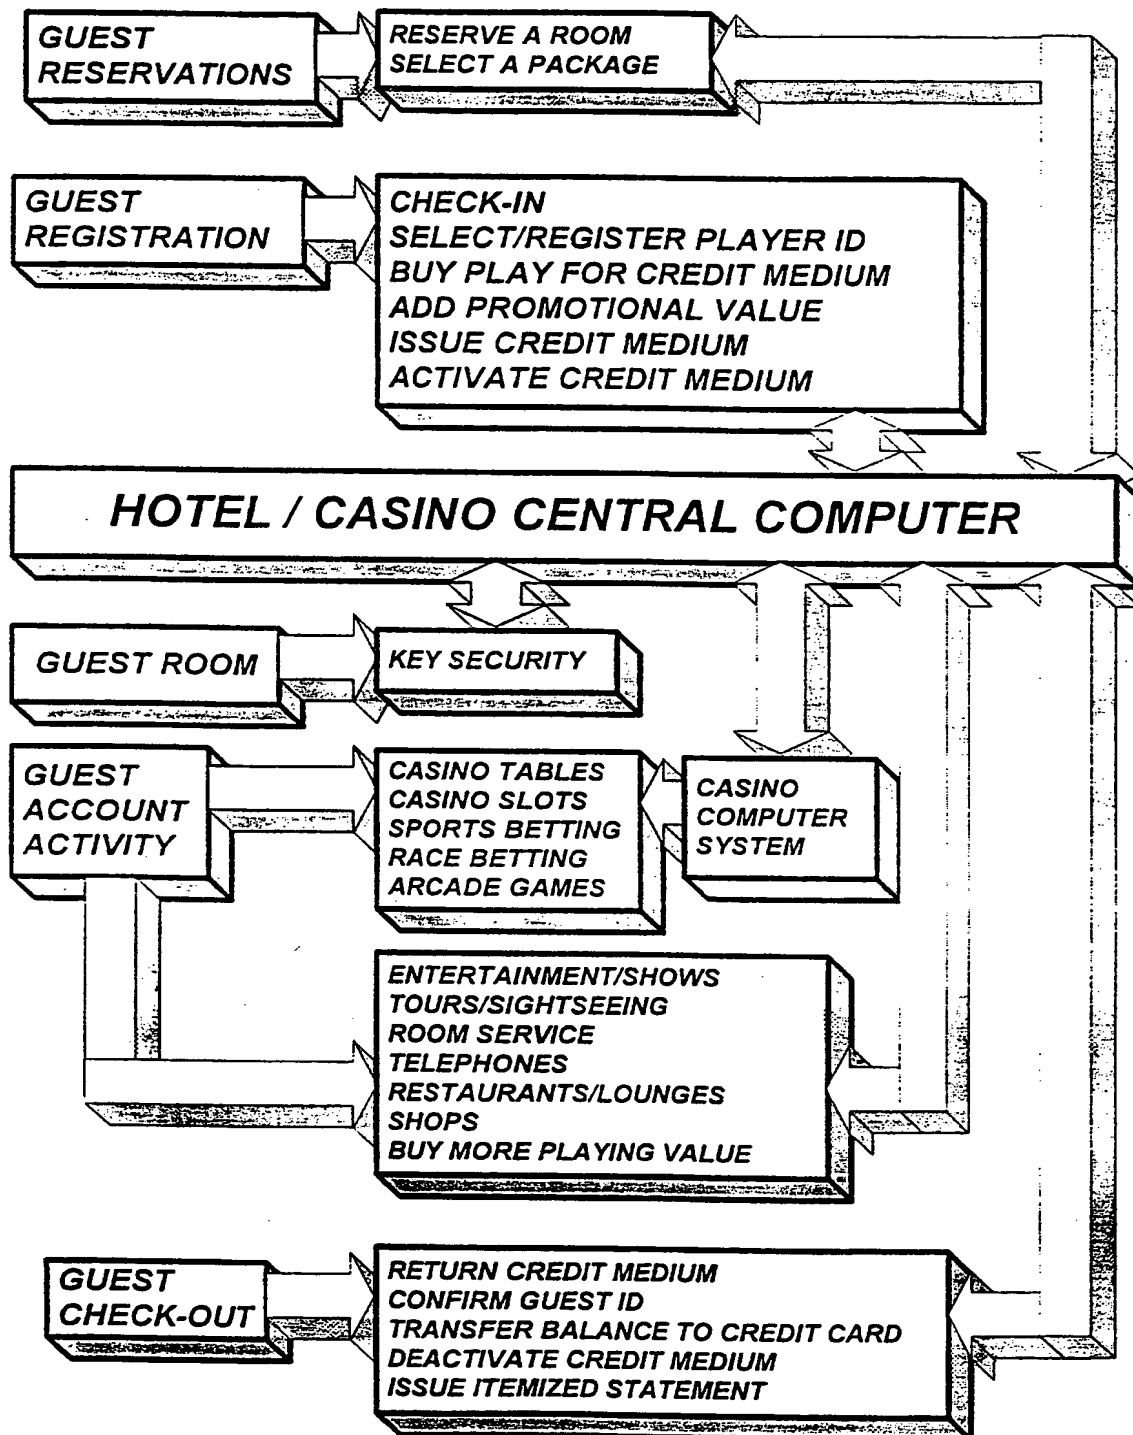 GUEST
RESERVATIONS
RESERVE A ROOM
SELECT A PACKAGE
GUEST
REGISTRATION
CHECK-IN
SELECT/REGISTER PLAYER ID
BUY PLAY FOR CREDIT MEDIUM
ADD PROMOTIONAL VALUE
ISSUE CREDIT MEDIUM
ACTIVATE CREDIT MEDIUM
HOTEL / CASINO CENTRAL COMPUTER
GUEST ROOM
KEY SECURITY
GUEST
ACCOUNT
ACTIVITY
CASINO TABLES
CASINO SLOTS
SPORTS BETTING
RACE BETTING
ARCADE GAMES
CASINO
COMPUTER
SYSTEM
ENTERTAINMENT/SHOWS
TOURS/SIGHTSEEING
ROOM SERVICE
TELEPHONES
RESTAURANTS/LOUNGES
SHOPS
BUY MORE PLAYING VALUE
GUEST
CHECK-OUT
RETURN CREDIT MEDIUM
CONFIRM GUEST ID
TRANSFER BALANCE TO CREDIT CARD
DEACTIVATE CREDIT MEDIUM
ISSUE ITEMIZED STATEMENT